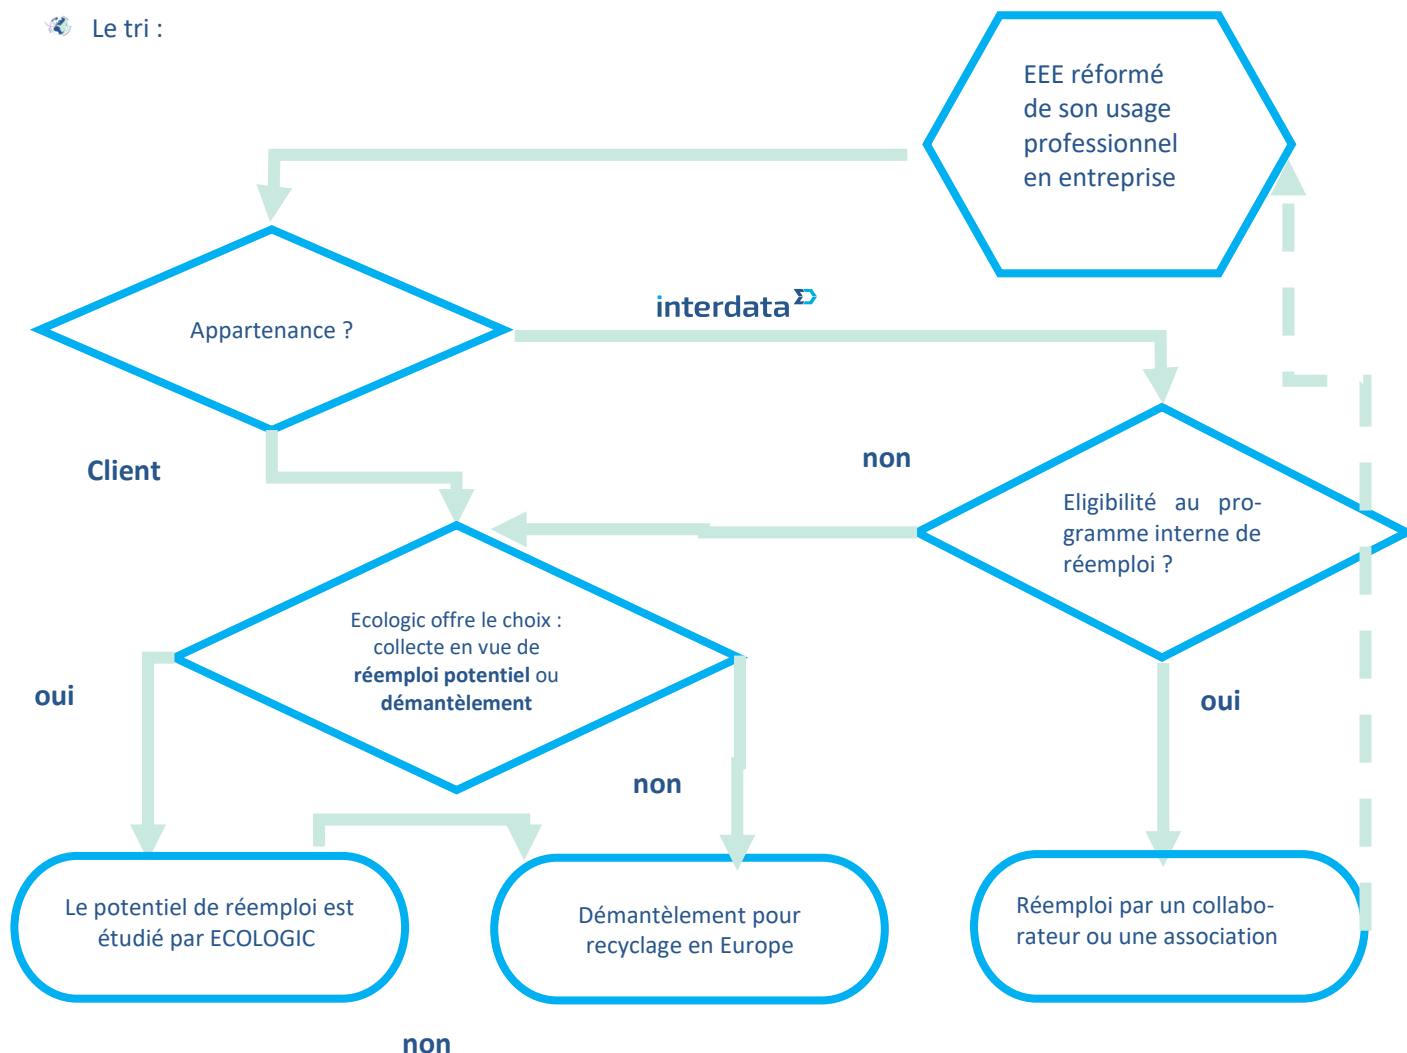 Le tri :
EEE réformé
de son usage
professionnel
en entreprise
interdata
Appartenance ?
Client
non
Eligibilité au pro-
gramme interne de
réemploi ?
Ecologic offre le choix :
collecte en vue de
réemploi potentiel ou
démantèlement
oui
oui
non
Le potentiel de réemploi est
étudié par ECOLOGIC
Démantèlement pour
recyclage en Europe
Réemploi par un collabo-
rateur ou une association
non